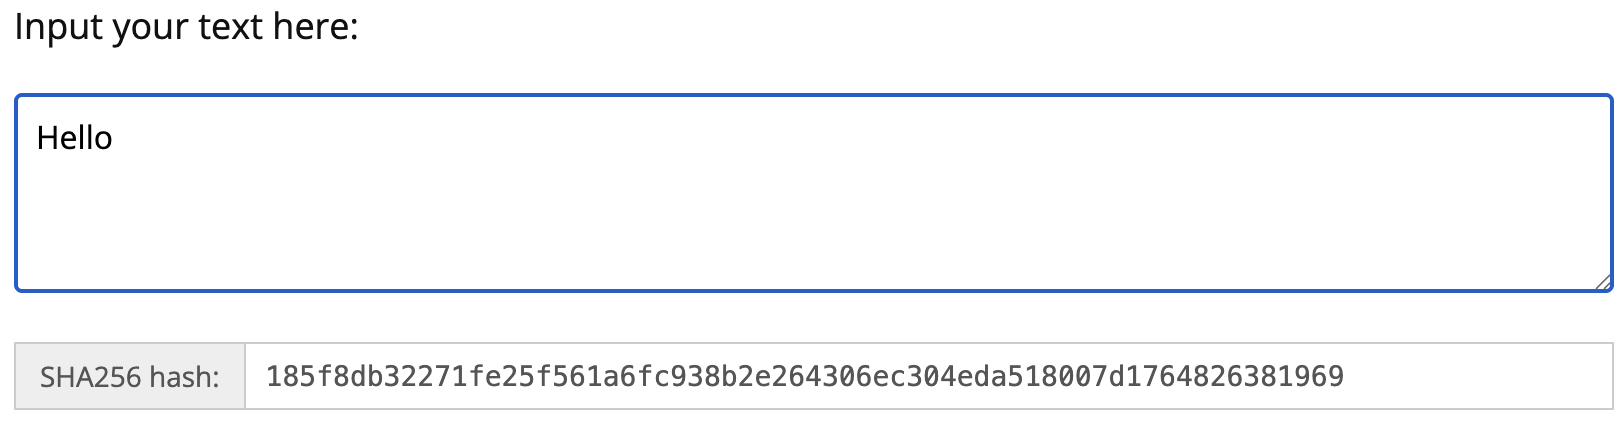 Input your text here:
Hello
SHA256 hash: 185f8db32271fe25f561a6fc938b2e264306ec304eda518007d1764826381969